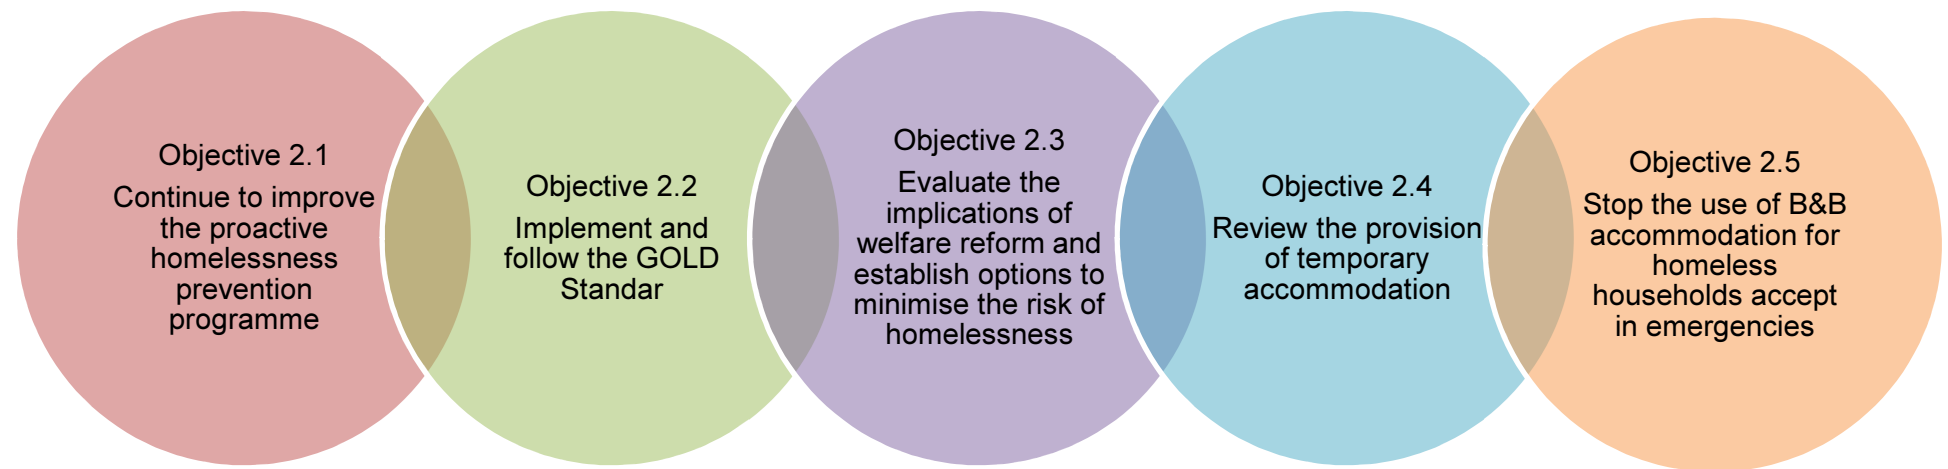 Objective 2.1
Continue to improve
the proactive
homelessness
prevention
programme
Objective 2.2
Implement and
follow the GOLD
Standar
Objective 2.3
Evaluate the
implications of
welfare reform and
establish options to
minimise the risk of
homelessness
Objective 2.4
Review the provision
of temporary
accommodation
Objective 2.5
Stop the use of B&B
accommodation for
homeless
households accept
in emergencies